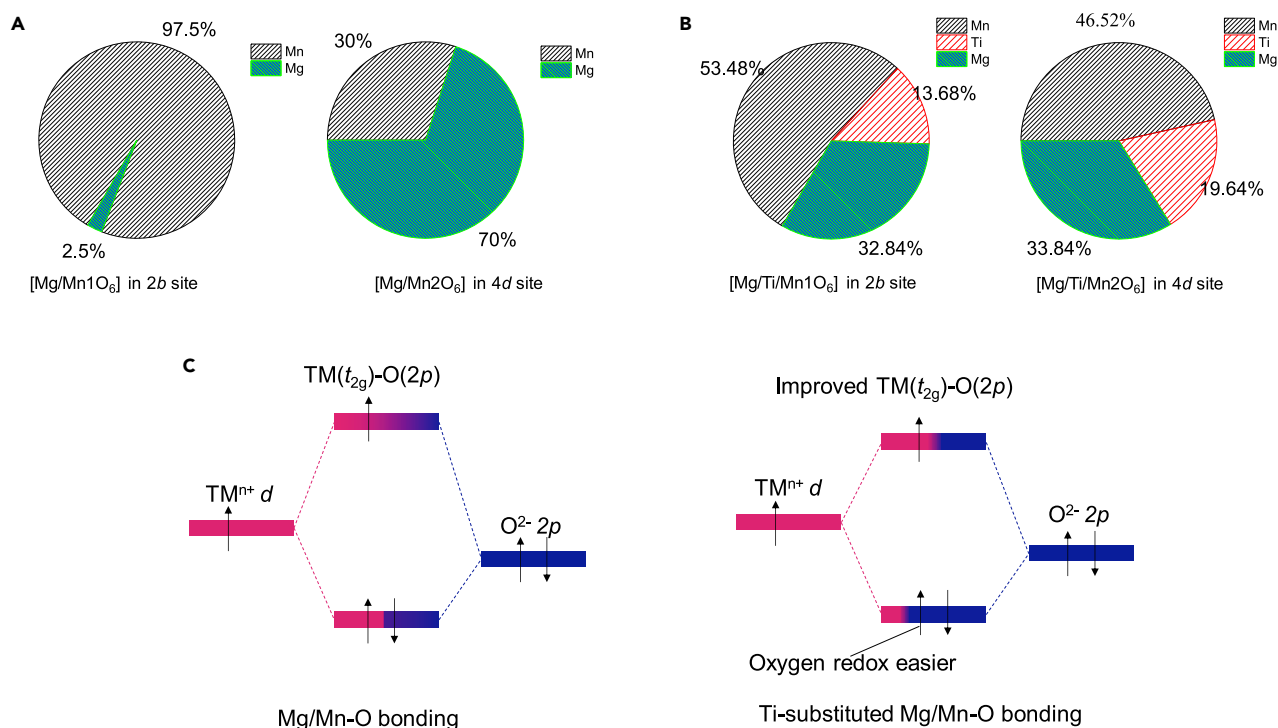 A
97.5%
Mn
Mg
2.5%
[Mg/Mn1O₆] in 2b site
30%
Mn
Mg
70%
[Mg/Mn2O₆] in 4d site
B
53.48%
Mn
Ti
Mg
13.68%
32.84%
[Mg/Ti/Mn1O₆] in 2b site
46.52%
Mn
Ti
Mg
19.64%
33.84%
[Mg/Ti/Mn2O₆] in 4d site
C
TM(t₂g)-O(2p)
TMⁿ⁺ d
O²⁻ 2p
Mg/Mn-O bonding
Improved TM(t₂g)-O(2p)
TMⁿ⁺ d
O²⁻ 2p
Oxygen redox easier
Ti-substituted Mg/Mn-O bonding